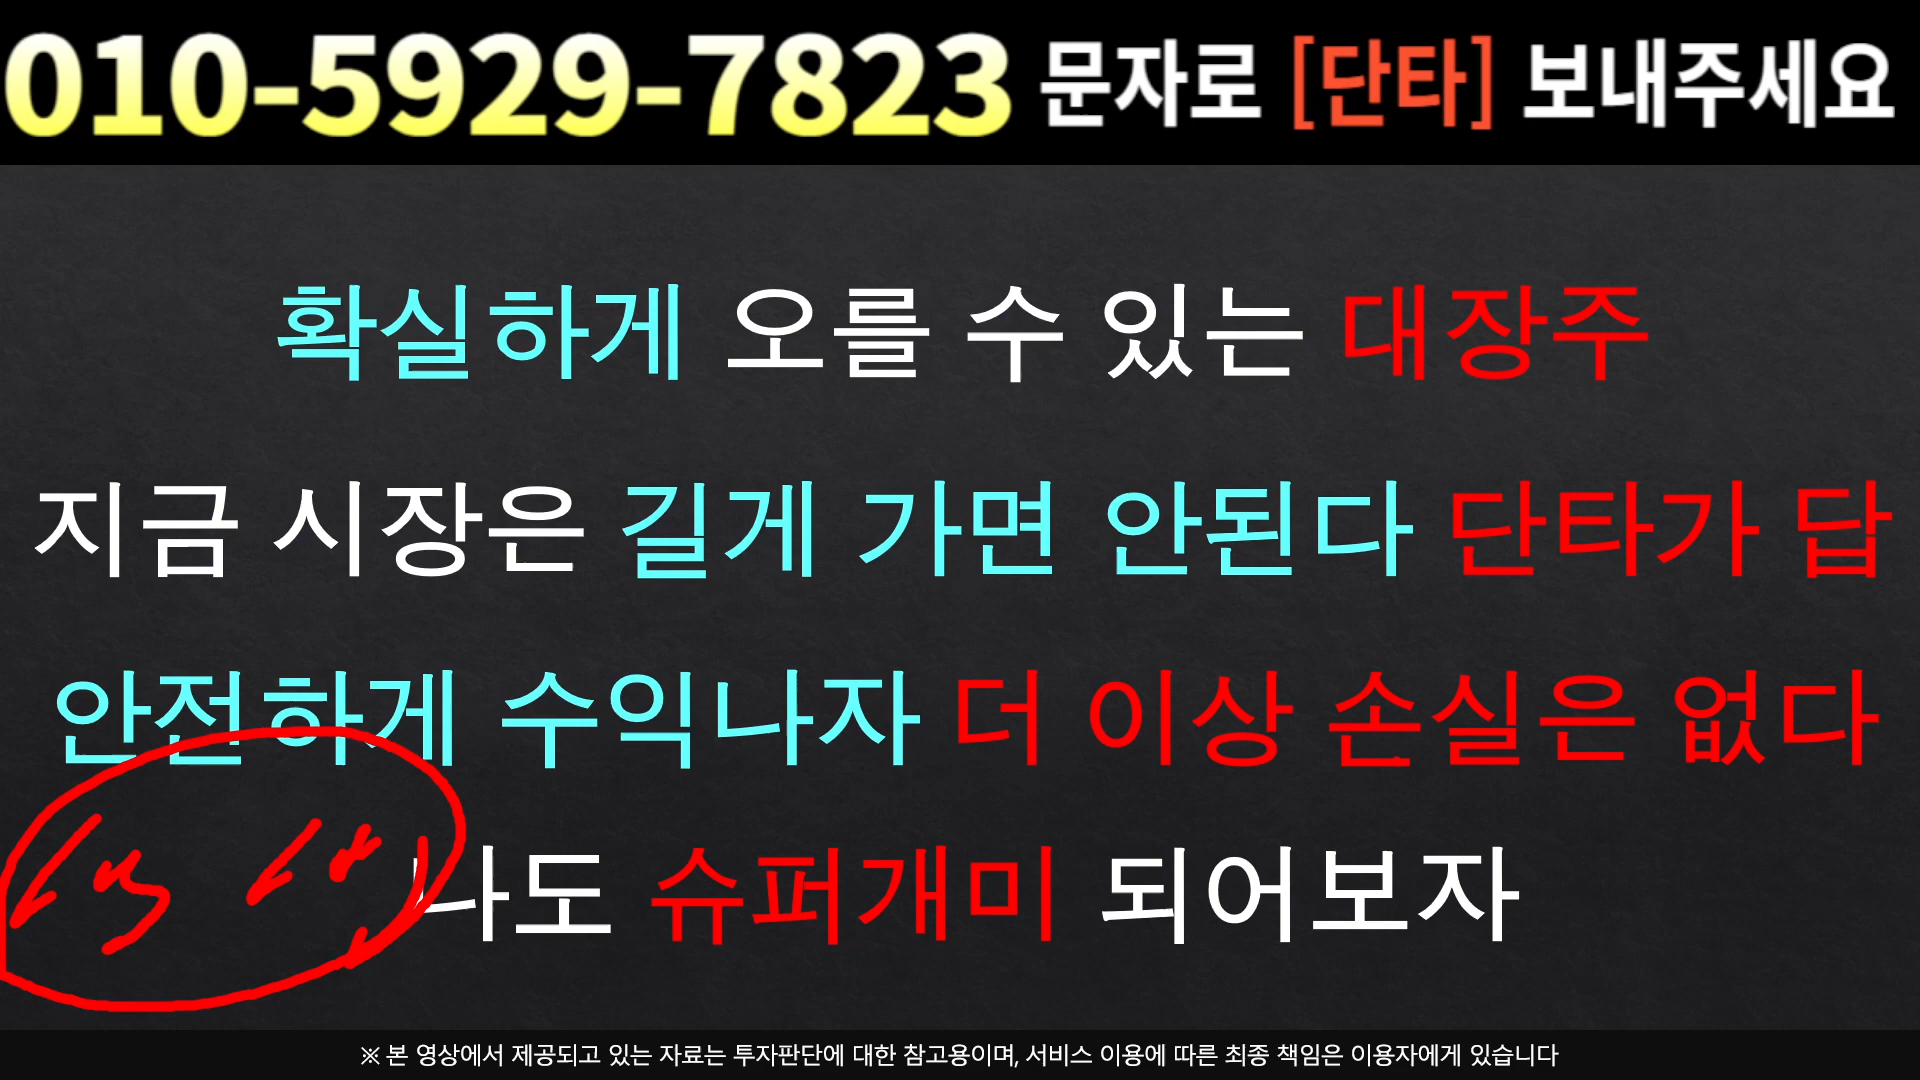 010-5929-7823 문자로 [단타] 보내주세요
확실하게 오를 수 있는 대장주
지금 시장은 길게 가면 안된다 단타가 답
안전하게 수익나자 더 이상 손실은 없다
나도 슈퍼개미 되어보자
※ 본 영상에서 제공되고 있는 자료는 투자판단에 대한 참고용이며, 서비스 이용에 따른 최종 책임은 이용자에게 있습니다